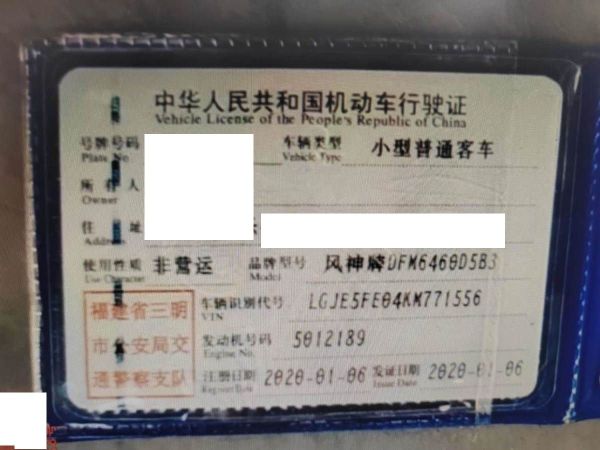 中华人民共和国机动车行驶证
Vehicle License of the People's Republic of China
号牌号码 车辆类型 小型普通客车
Plate No Vehicle Type
所有人
Owner
住址
Address
使用性质 非营运 品牌型号 风神牌DFM6460D5B3
Use Character Model
福建省三明
市公安局交
通警察支队
车辆识别代号 LGJE5FE04KM771556
VIN
发动机号码 5012189
Engine No.
注册日期 2020-01-06 发证日期 2020-01-06
Register Date Issue Date